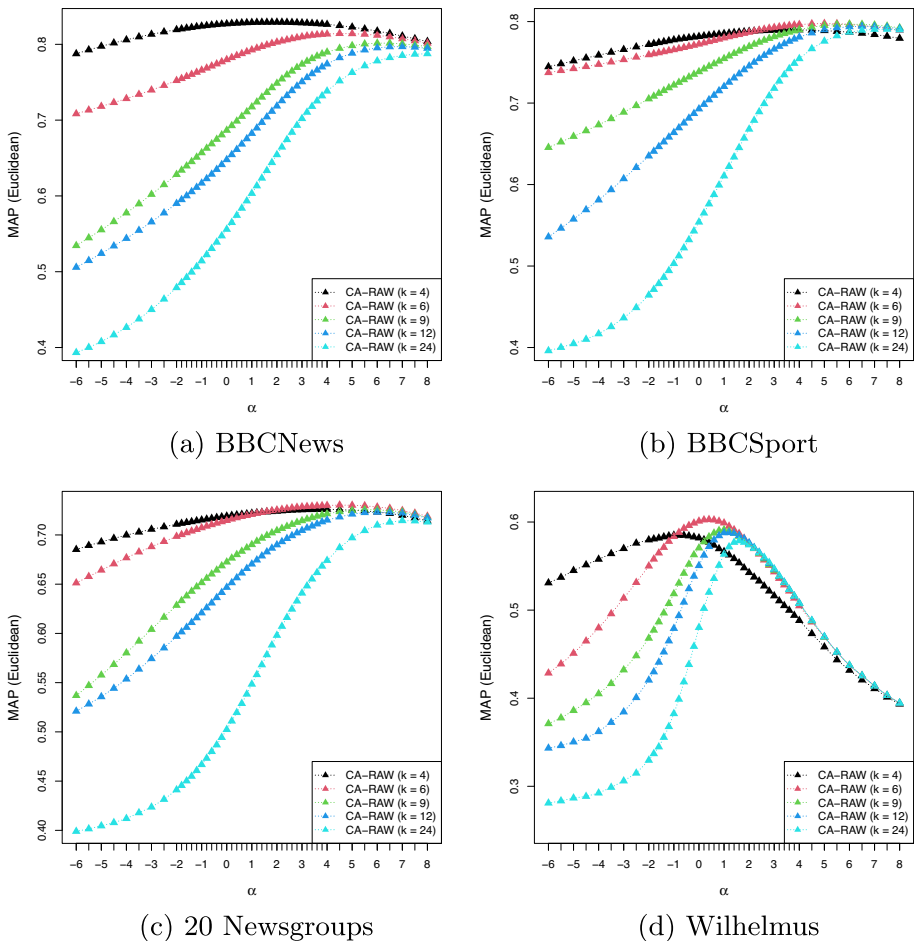 MAP (Euclidean)
0.8
0.7
0.6
0.5
0.4
CA−RAW (k = 4)
CA−RAW (k = 6)
CA−RAW (k = 9)
CA−RAW (k = 12)
CA−RAW (k = 24)
−6 −5 −4 −3 −2 −1 0 1 2 3 4 5 6 7 8
α
(a) BBCNews
MAP (Euclidean)
0.8
0.7
0.6
0.5
0.4
CA−RAW (k = 4)
CA−RAW (k = 6)
CA−RAW (k = 9)
CA−RAW (k = 12)
CA−RAW (k = 24)
−6 −5 −4 −3 −2 −1 0 1 2 3 4 5 6 7 8
α
(b) BBCSport
MAP (Euclidean)
0.70
0.65
0.60
0.55
0.50
0.45
0.40
CA−RAW (k = 4)
CA−RAW (k = 6)
CA−RAW (k = 9)
CA−RAW (k = 12)
CA−RAW (k = 24)
−6 −5 −4 −3 −2 −1 0 1 2 3 4 5 6 7 8
α
(c) 20 Newsgroups
MAP (Euclidean)
0.6
0.5
0.4
0.3
CA−RAW (k = 4)
CA−RAW (k = 6)
CA−RAW (k = 9)
CA−RAW (k = 12)
CA−RAW (k = 24)
−6 −5 −4 −3 −2 −1 0 1 2 3 4 5 6 7 8
α
(d) Wilhelmus